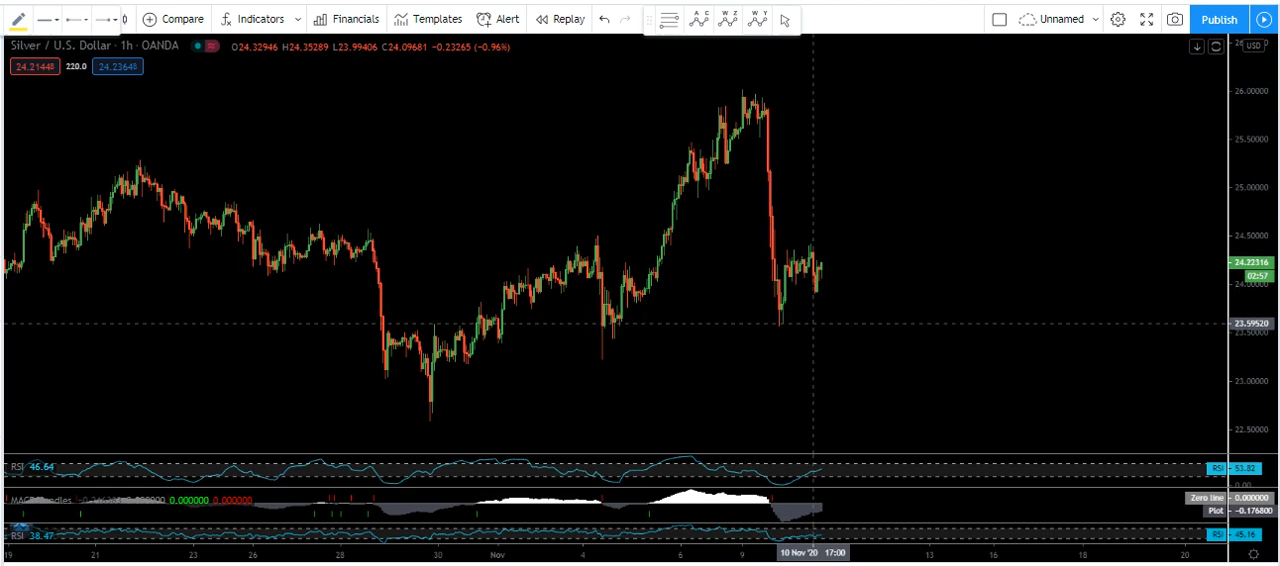 Compare Indicators Financials Templates Alert Replay A C W Z W Y Unnamed Publish
Silver / U.S. Dollar · 1h · OANDA O24.32946 H24.35289 L23.99406 C24.09681 −0.23265 (−0.96%) USD
24.21448 220.0 24.23648
26.00000
25.50000
25.00000
24.50000
24.22316
02:57
24.00000
23.59520
23.50000
23.00000
22.50000
RSI 46.64 RSI 53.82
0.00
0.000000 0.000000 0.000000 Zero line 0.000000
Plot −0.176800
RSI 38.47 RSI 45.16
19 21 23 26 28 30 Nov 4 6 9 10 Nov '20 17:00 13 16 18 20